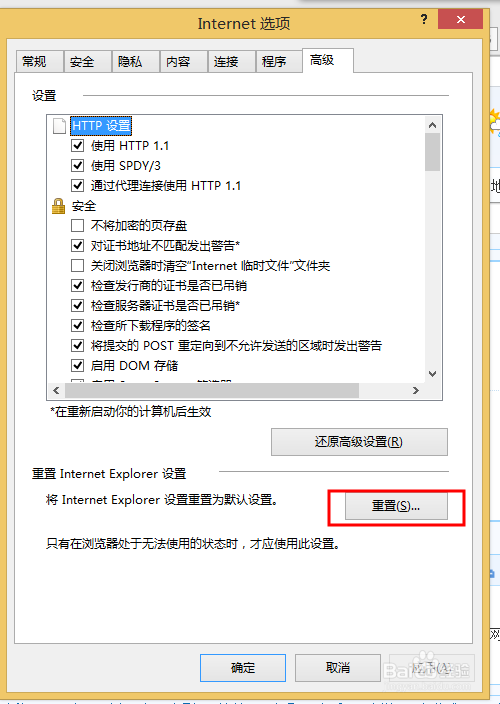 Internet 选项
?
常规 安全 隐私 内容 连接 程序 高级
设置
HTTP 设置
使用 HTTP 1.1
使用 SPDY/3
通过代理连接使用 HTTP 1.1
安全
不将加密的页存盘
对证书地址不匹配发出警告*
关闭浏览器时清空“Internet 临时文件”文件夹
检查发行商的证书是否已吊销
检查服务器证书是否已吊销*
检查所下载程序的签名
将提交的 POST 重定向到不允许发送的区域时发出警告
启用 DOM 存储
*在重新启动你的计算机后生效
还原高级设置(R)
重置 Internet Explorer 设置
将 Internet Explorer 设置重置为默认设置。
重置(S)...
只有在浏览器处于无法使用的状态时，才应使用此设置。
确定 取消 应用(A)
Baidu 经验
地
网